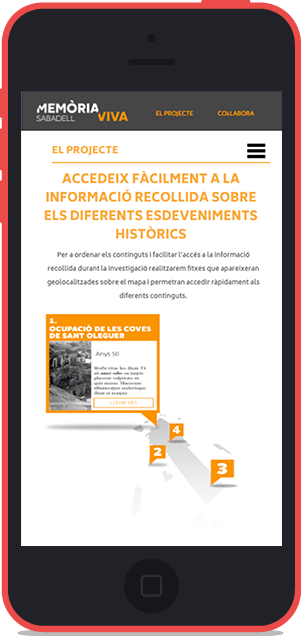 MEMÒRIA
SABADELL VIVA
EL PROJECTE COL·LABORA
EL PROJECTE
ACCEDEIX FÀCILMENT A LA
INFORMACIÓ RECOLLIDA SOBRE
ELS DIFERENTS ESDEVENIMENTS
HISTÒRICS
Per a ordenar els continguts i facilitar l'accés a la informació
recollida durant la investigació realitzarem fitxes que apareixeran
geolocalitzades sobre el mapa i permetran accedir ràpidament als
diferents continguts.
1.
OCUPACIÓ DE LES COVES
DE SANT OLEGUER
Anys 50
LLEGIR MÉS
4
2
3